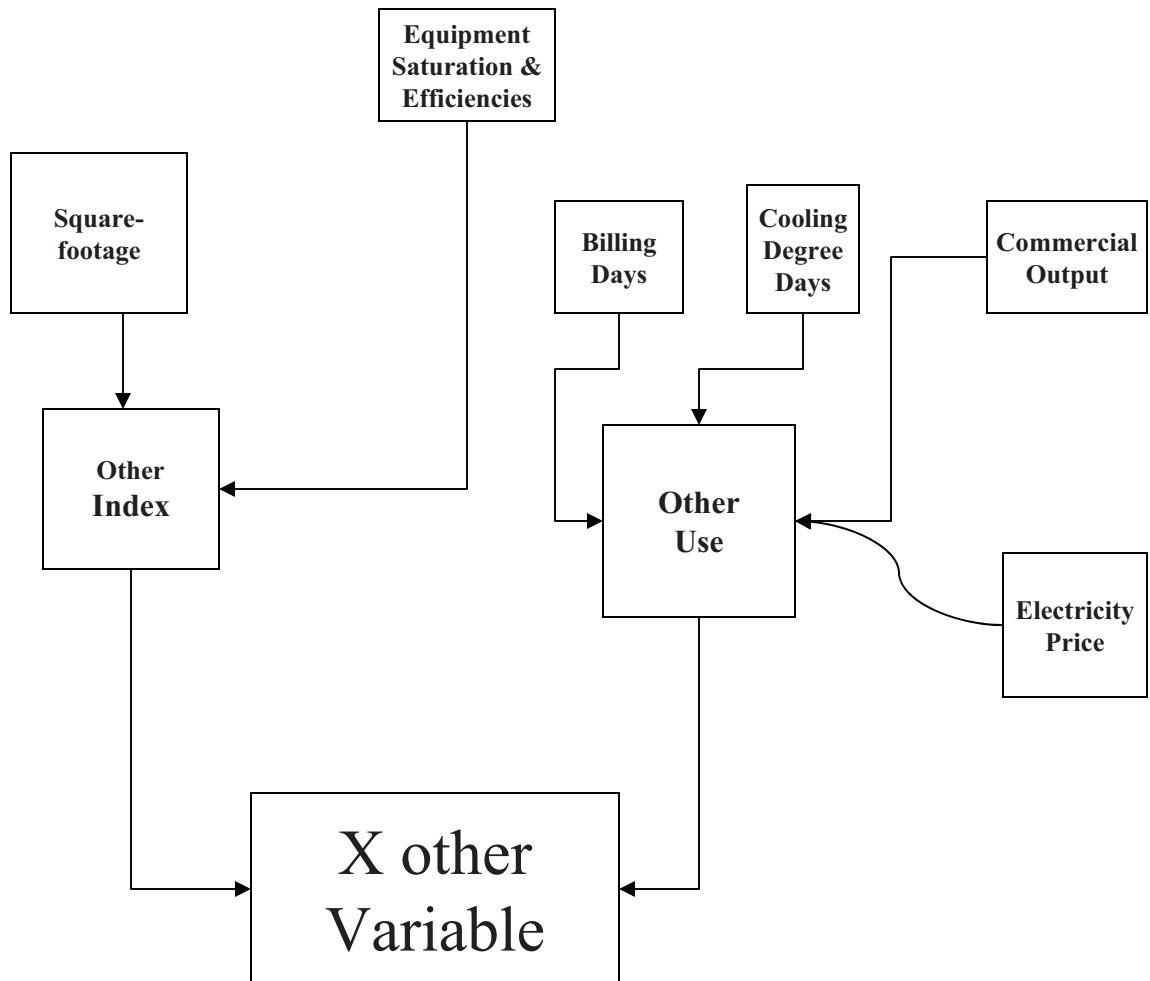 Equipment
Saturation &
Efficiencies
Square-
footage
Billing
Days
Cooling
Degree
Days
Commercial
Output
Other
Index
Other
Use
Electricity
Price
X other
Variable